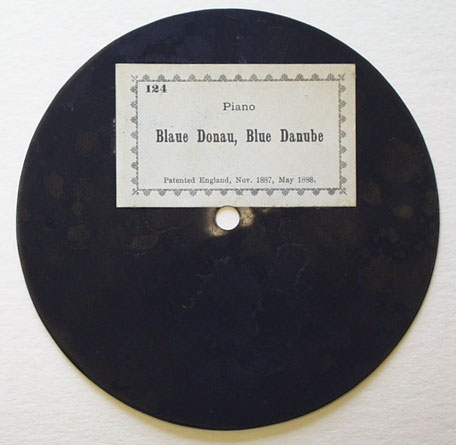 124
Piano
Blaue Donau, Blue Danube
Patented England, Nov. 1887, May 1888.